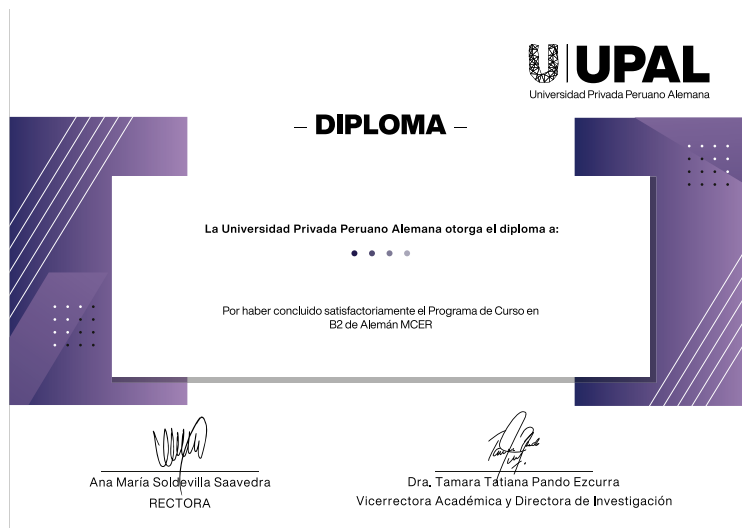 UPAL
Universidad Privada Peruano Alemana
– DIPLOMA –
La Universidad Privada Peruano Alemana otorga el diploma a:
Por haber concluido satisfactoriamente el Programa de Curso en
B2 de Alemán MCER
Ana María Soldevilla Saavedra
RECTORA
Dra. Tamara Tatiana Pando Ezcurra
Vicerrectora Académica y Directora de Investigación